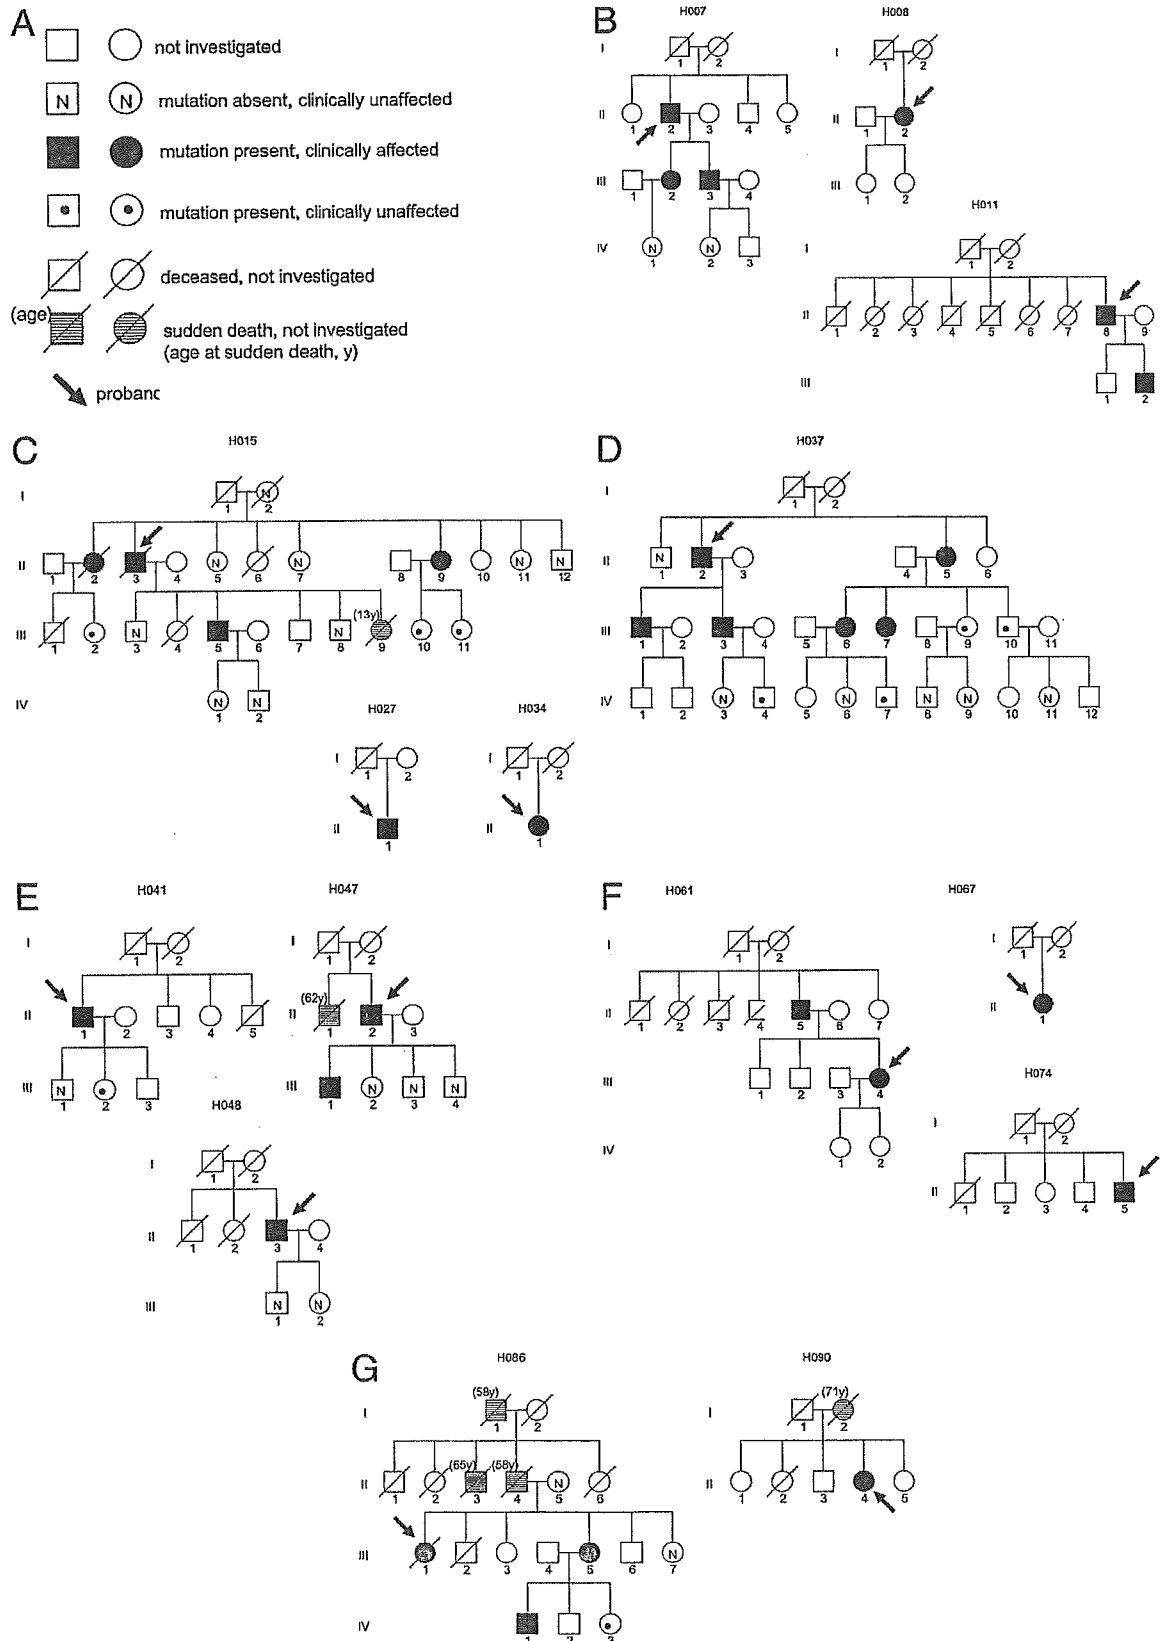 A
not investigated
N N mutation absent, clinically unaffected
mutation present, clinically affected
mutation present, clinically unaffected
deceased, not investigated
(age)
sudden death, not investigated
(age at sudden death, y)
proband
B
H007
I
1 2
II
1 2 3 4 5
III
1 2 3 4
IV
N N
1 2 3
H008
I
1 2
II
1 2
III
1 2
H011
I
1 2
II
1 2 3 4 5 6 7 8 9
III
1 2
C
H015
I
N
1 2
II
N N N N
1 2 3 4 5 6 7 8 9 10 11 12
(13y)
III
N N
1 2 3 4 5 6 7 8 9 10 11
IV
N N
1 2
H027
I
1 2
II
1
H034
I
1 2
II
1
D
H037
I
1 2
II
N
1 2 3 4 5 6
III
1 2 3 4 5 6 7 8 9 10 11
IV
N N N N N
1 2 3 4 5 6 7 8 9 10 11 12
E
H041
I
1 2
II
1 2 3 4 5
III
N
1 2 3
H047
I
1 2
(62y)
II
1 2 3
III
N N N
1 2 3 4
H048
I
1 2
II
1 2 3 4
III
N N
1 2
F
H061
I
1 2
II
1 2 3 4 5 6 7
III
1 2 3 4
IV
1 2
H067
I
1 2
II
1
H074
I
1 2
II
1 2 3 4 5
G
H086
(58y)
I
1 2
(65y) (58y)
II
N
1 2 3 4 5 6
III
N
1 2 3 4 5 6 7
IV
1 2 3
H090
(71y)
I
1 2
II
1 2 3 4 5